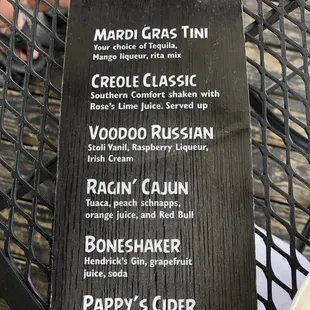 Mardi Gras Tini
Your choice of Tequila,
Mango liqueur, rita mix
Creole Classic
Southern Comfort shaken with
Rose's Lime Juice. Served up
Voodoo Russian
Stoli Vanil, Raspberry Liqueur,
Irish Cream
Ragin' Cajun
Tuaca, peach schnapps,
orange juice, and Red Bull
Boneshaker
Hendrick's Gin, grapefruit
juice, soda
Pappy's Cider